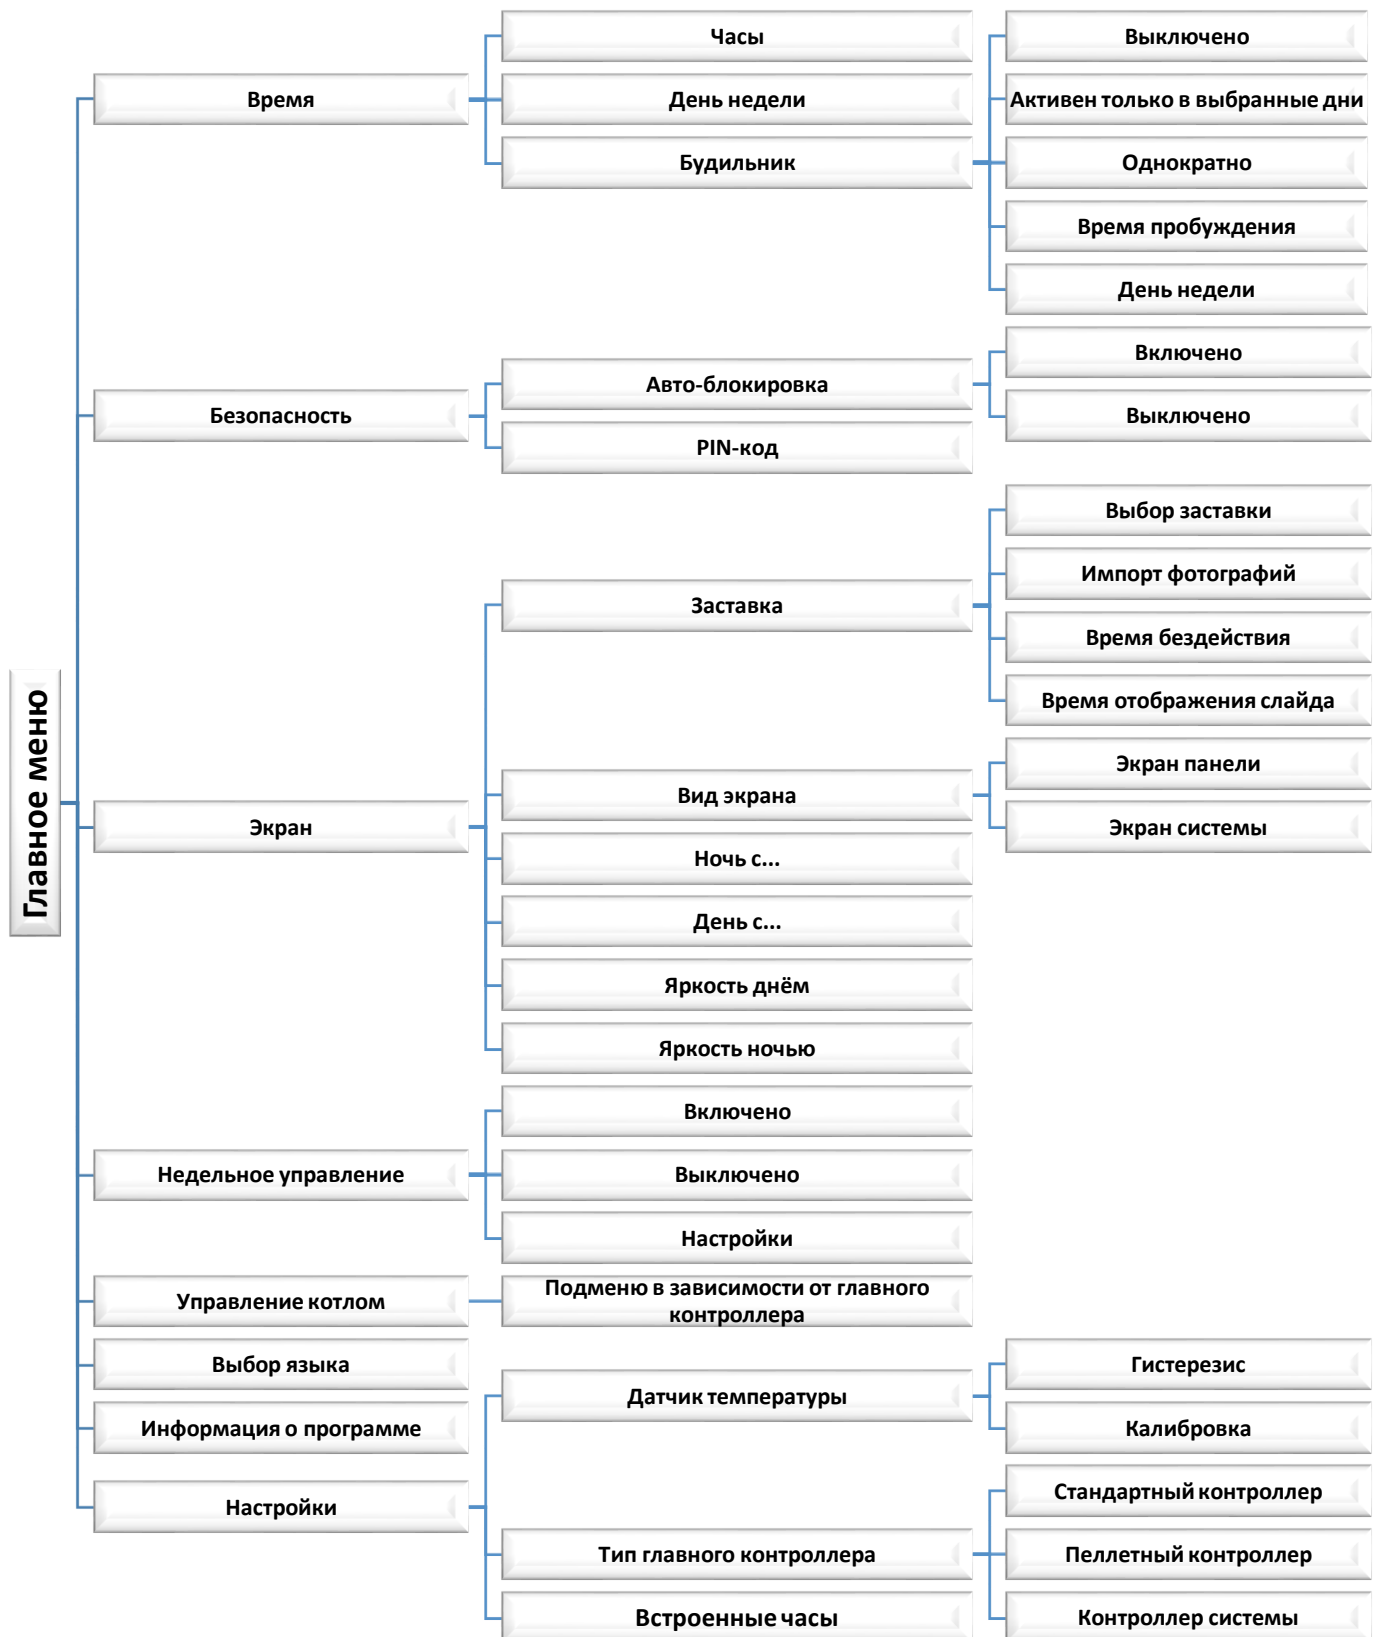 Главное меню
Время
Часы
День недели
Будильник
Выключено
Активен только в выбранные дни
Однократно
Время пробуждения
День недели
Безопасность
Авто-блокировка
Включено
Выключено
PIN-код
Экран
Заставка
Выбор заставки
Импорт фотографий
Время бездействия
Время отображения слайда
Вид экрана
Экран панели
Экран системы
Ночь с...
День с...
Яркость днём
Яркость ночью
Недельное управление
Включено
Выключено
Настройки
Управление котлом
Подменю в зависимости от главного
контроллера
Выбор языка
Информация о программе
Настройки
Датчик температуры
Гистерезис
Калибровка
Тип главного контроллера
Стандартный контроллер
Пеллетный контроллер
Контроллер системы
Встроенные часы